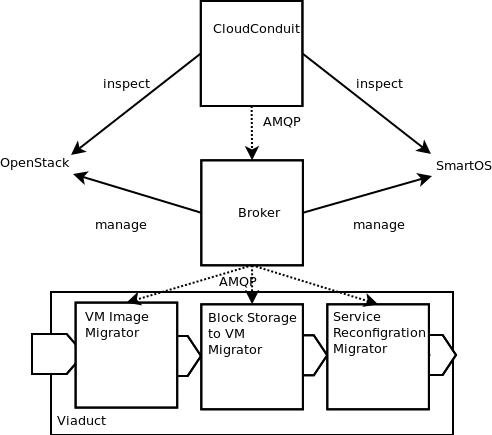 CloudConduit
inspect
inspect
AMQP
OpenStack
SmartOS
Broker
manage
manage
AMQP
VM Image
Migrator
Block Storage
to VM
Migrator
Service
Reconfigration
Migrator
Viaduct